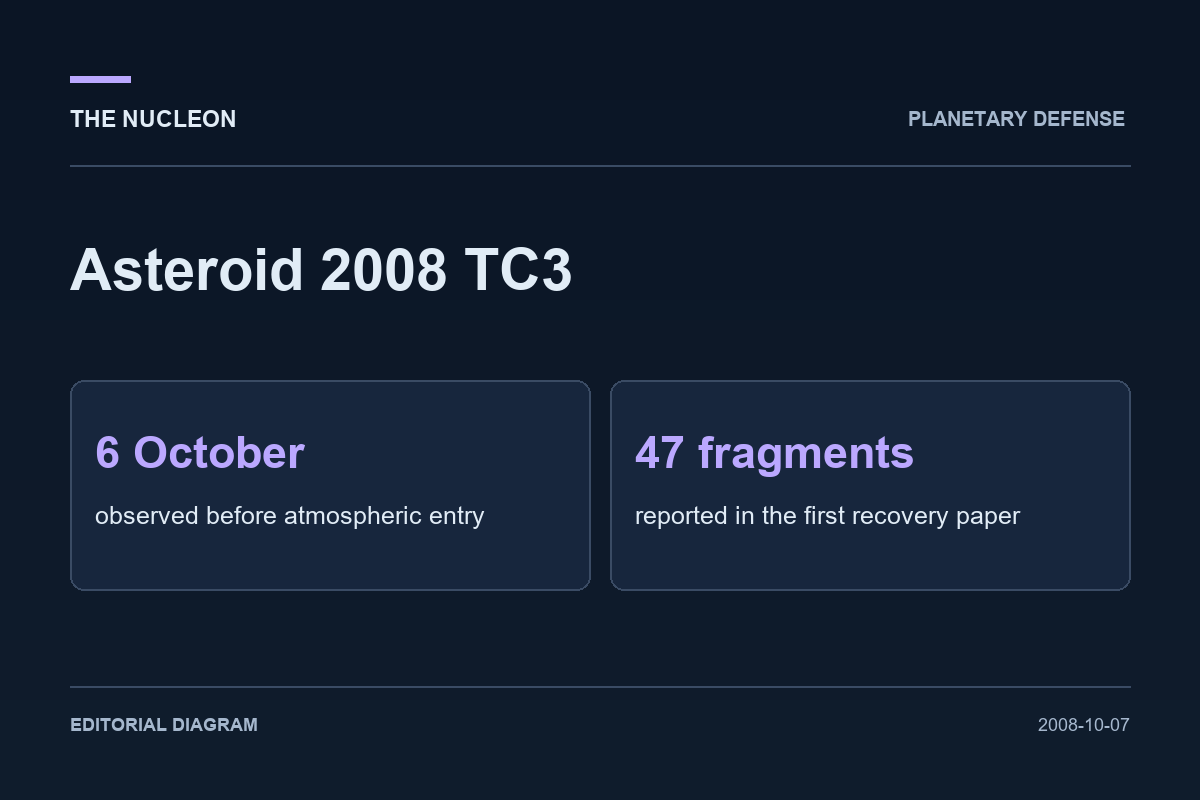 THE NUCLEON
PLANETARY DEFENSE
Asteroid 2008 TC3
6 October
observed before atmospheric entry
47 fragments
reported in the first recovery paper
EDITORIAL DIAGRAM
2008-10-07